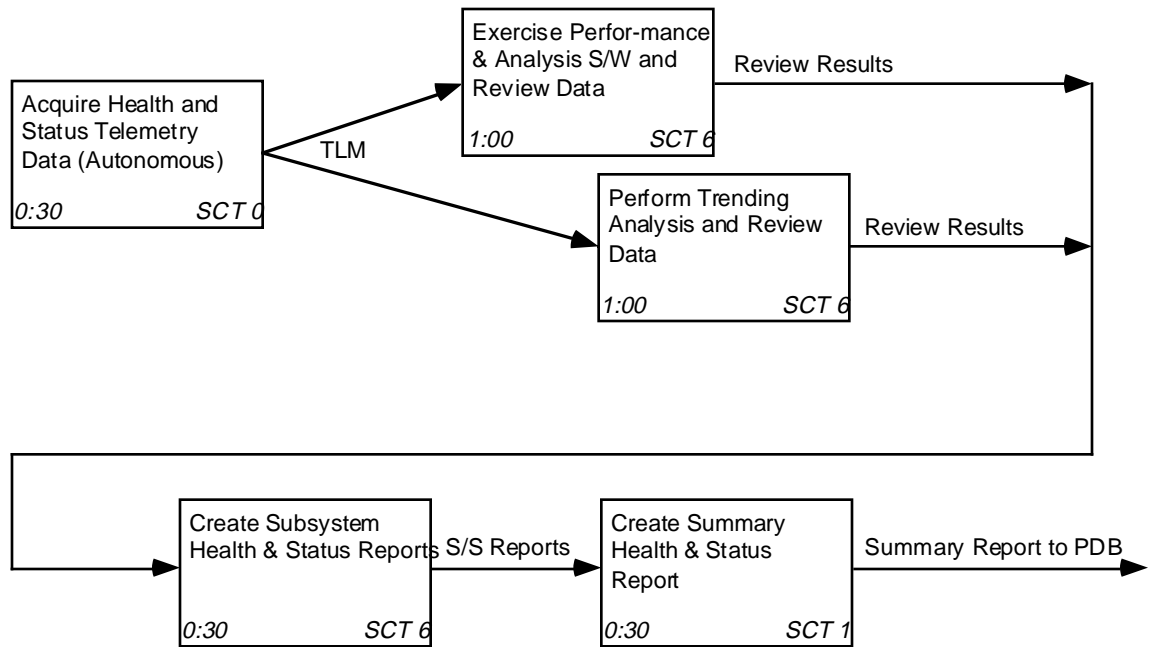 Exercise Perfor-mance
& Analysis S/W and
Review Data
1:00 SCT 6
Review Results
Acquire Health and
Status Telemetry
Data (Autonomous)
0:30 SCT 0
TLM
Perform Trending
Analysis and Review
Data
1:00 SCT 6
Review Results
Create Subsystem
Health & Status Reports
0:30 SCT 6
S/S Reports
Create Summary
Health & Status
Report
0:30 SCT 1
Summary Report to PDB